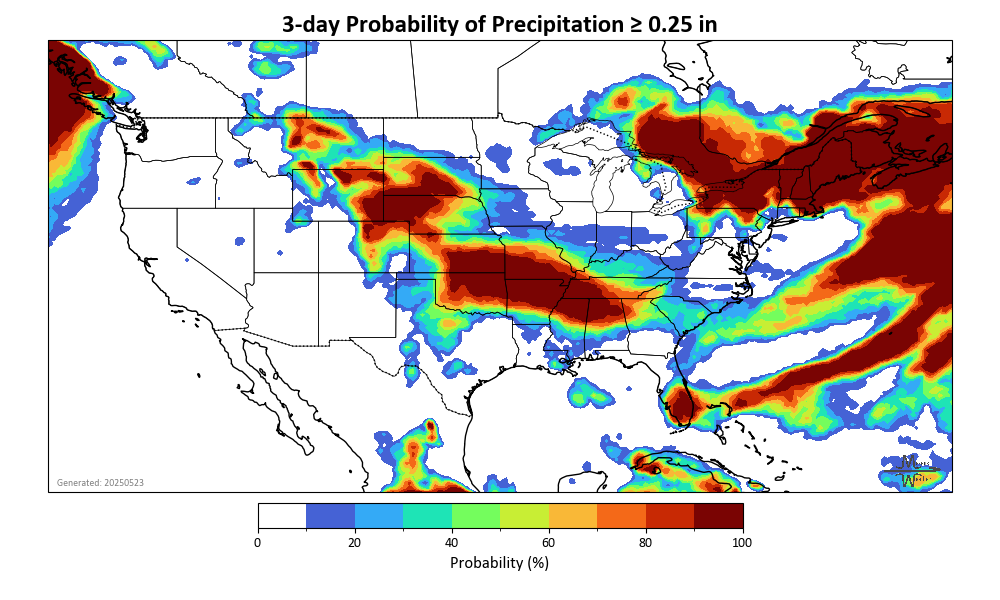 3-day Probability of Precipitation ≥ 0.25 in
Generated: 20250523
0 20 40 60 80 100
Probability (%)